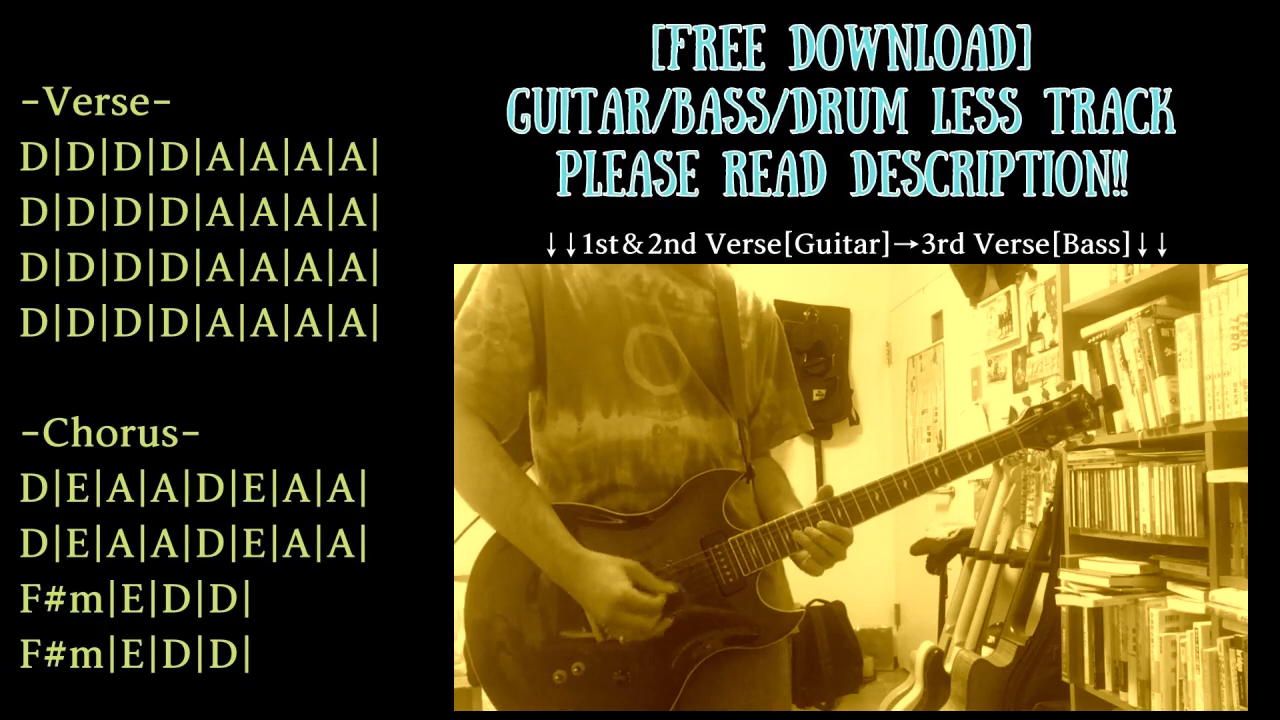 -Verse-
D|D|D|D|A|A|A|A|
D|D|D|D|A|A|A|A|
D|D|D|D|A|A|A|A|
D|D|D|D|A|A|A|A|
-Chorus-
D|E|A|A|D|E|A|A|
D|E|A|A|D|E|A|A|
F#m|E|D|D|
F#m|E|D|D|
[FREE DOWNLOAD]
GUITAR/BASS/DRUM LESS TRACK
PLEASE READ DESCRIPTION!!
↓↓1st&2nd Verse[Guitar]→3rd Verse[Bass]↓↓